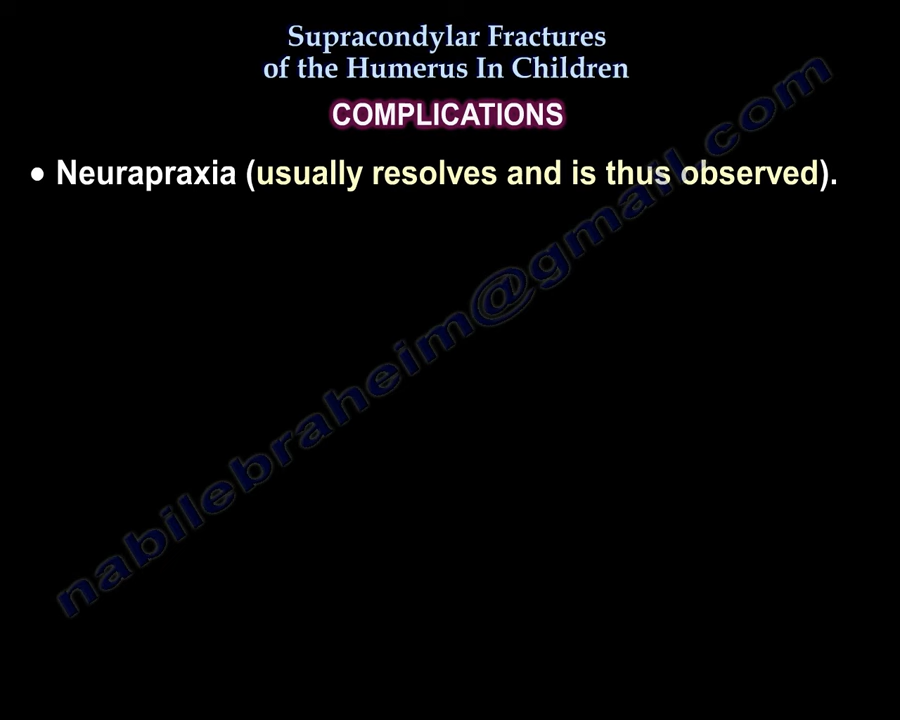 Supracondylar Fractures
of the Humerus In Children
COMPLICATIONS
• Neurapraxia (usually resolves and is thus observed).
nabilebraheim@gmail.com